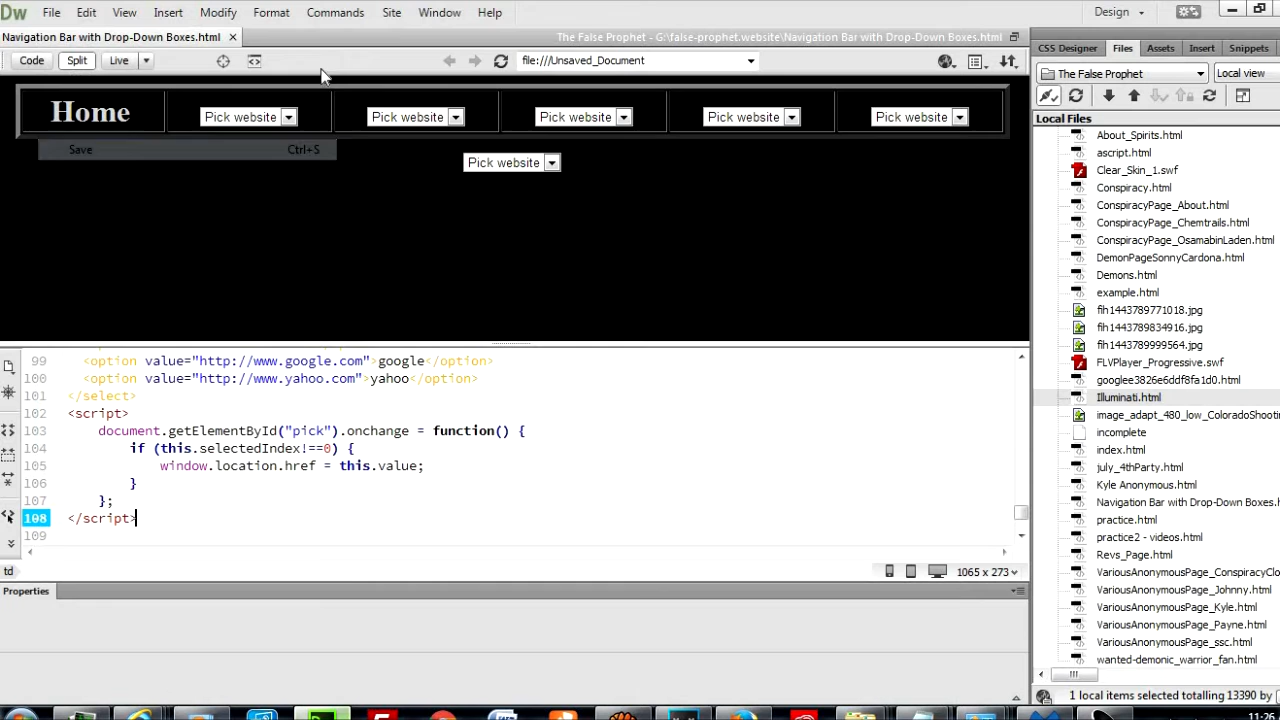 Dw File Edit View Insert Modify Format Commands Site Window Help Design
Navigation Bar with Drop-Down Boxes.html × The False Prophet - G:\false-prophet.website\Navigation Bar with Drop-Down Boxes.html
Code Split Live file:///Unsaved_Document
Home Pick website Pick website Pick website Pick website Pick website
Save Ctrl+S
Pick website
99 <option value="http://www.google.com">google</option>
100 <option value="http://www.yahoo.com">yahoo</option>
101 </select>
102 <script>
103 document.getElementById("pick").onchange = function() {
104 if (this.selectedIndex!==0) {
105 window.location.href = this.value;
106 }
107 };
108 </script>
109
td 1065 x 273
Properties
CSS Designer Files Assets Insert Snippets
The False Prophet Local view
Local Files
About_Spirits.html
ascript.html
Clear_Skin_1.swf
Conspiracy.html
ConspiracyPage_About.html
ConspiracyPage_Chemtrails.html
ConspiracyPage_OsamabinLaden.html
DemonPageSonnyCardona.html
Demons.html
example.html
flh1443789771018.jpg
flh1443789834916.jpg
flh1443789999564.jpg
FLVPlayer_Progressive.swf
googlee3826e6ddf8fa1d0.html
Illuminati.html
image_adapt_480_low_ColoradoShooti
incomplete
index.html
july_4thParty.html
Kyle Anonymous.html
Navigation Bar with Drop-Down Boxes.h
practice.html
practice2 - videos.html
Revs_Page.html
VariousAnonymousPage_ConspiracyClo
VariousAnonymousPage_Johnny.html
VariousAnonymousPage_Kyle.html
VariousAnonymousPage_Payne.html
VariousAnonymousPage_ssc.html
wanted-demonic_warrior_fan.html
1 local items selected totalling 13390 by